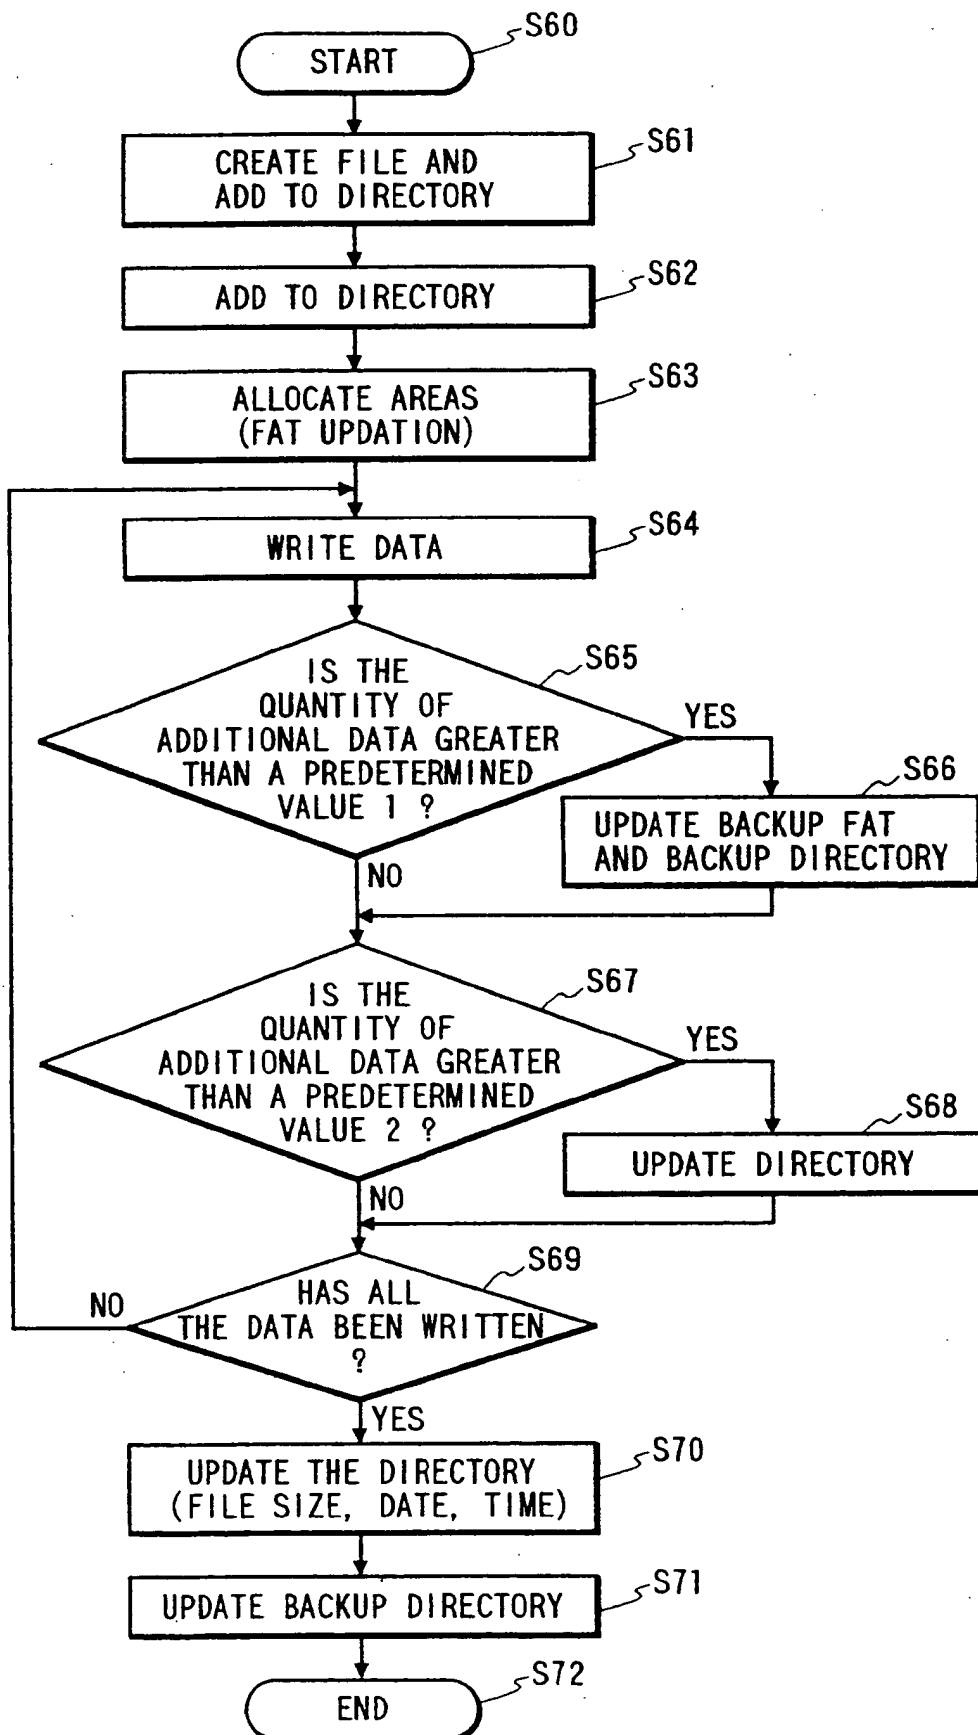 START
S60
CREATE FILE AND
ADD TO DIRECTORY
S61
ADD TO DIRECTORY
S62
ALLOCATE AREAS
(FAT UPDATION)
S63
WRITE DATA
S64
IS THE
QUANTITY OF
ADDITIONAL DATA GREATER
THAN A PREDETERMINED
VALUE 1 ?
S65
YES
NO
S66
UPDATE BACKUP FAT
AND BACKUP DIRECTORY
IS THE
QUANTITY OF
ADDITIONAL DATA GREATER
THAN A PREDETERMINED
VALUE 2 ?
S67
YES
NO
S68
UPDATE DIRECTORY
HAS ALL
THE DATA BEEN WRITTEN
?
S69
NO
YES
UPDATE THE DIRECTORY
(FILE SIZE, DATE, TIME)
S70
UPDATE BACKUP DIRECTORY
S71
END
S72